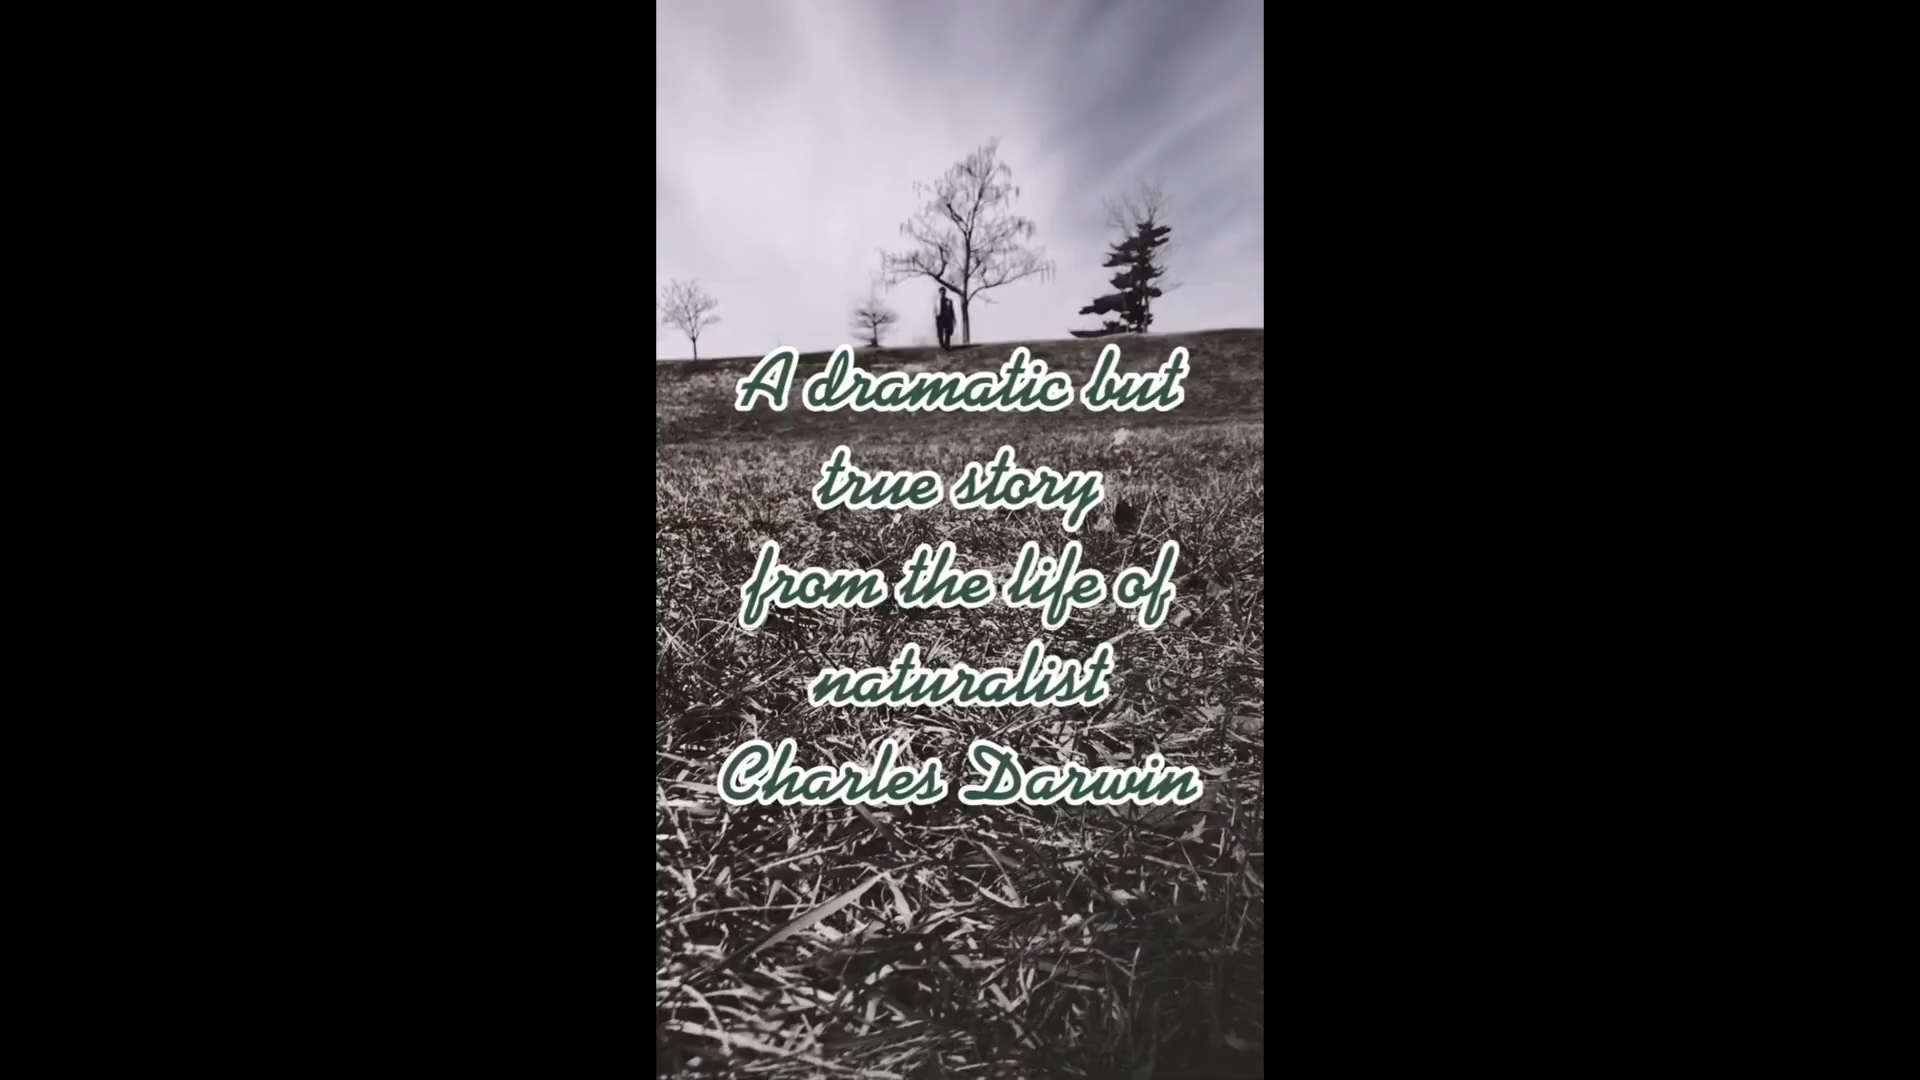 A dramatic but
true story
from the life of
naturalist
Charles Darwin